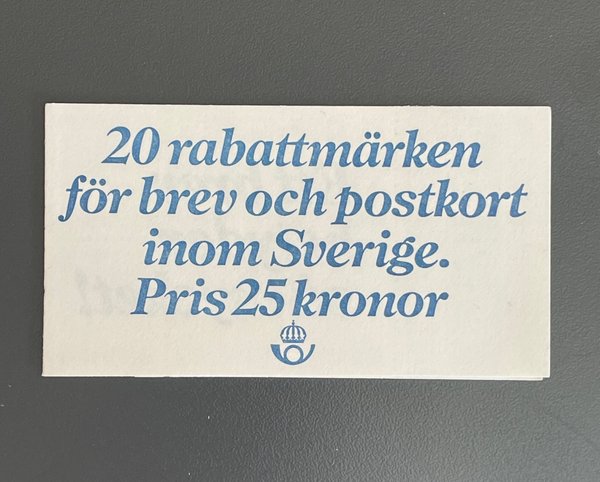 20 rabattmärken
för brev och postkort
inom Sverige.
Pris 25 kronor